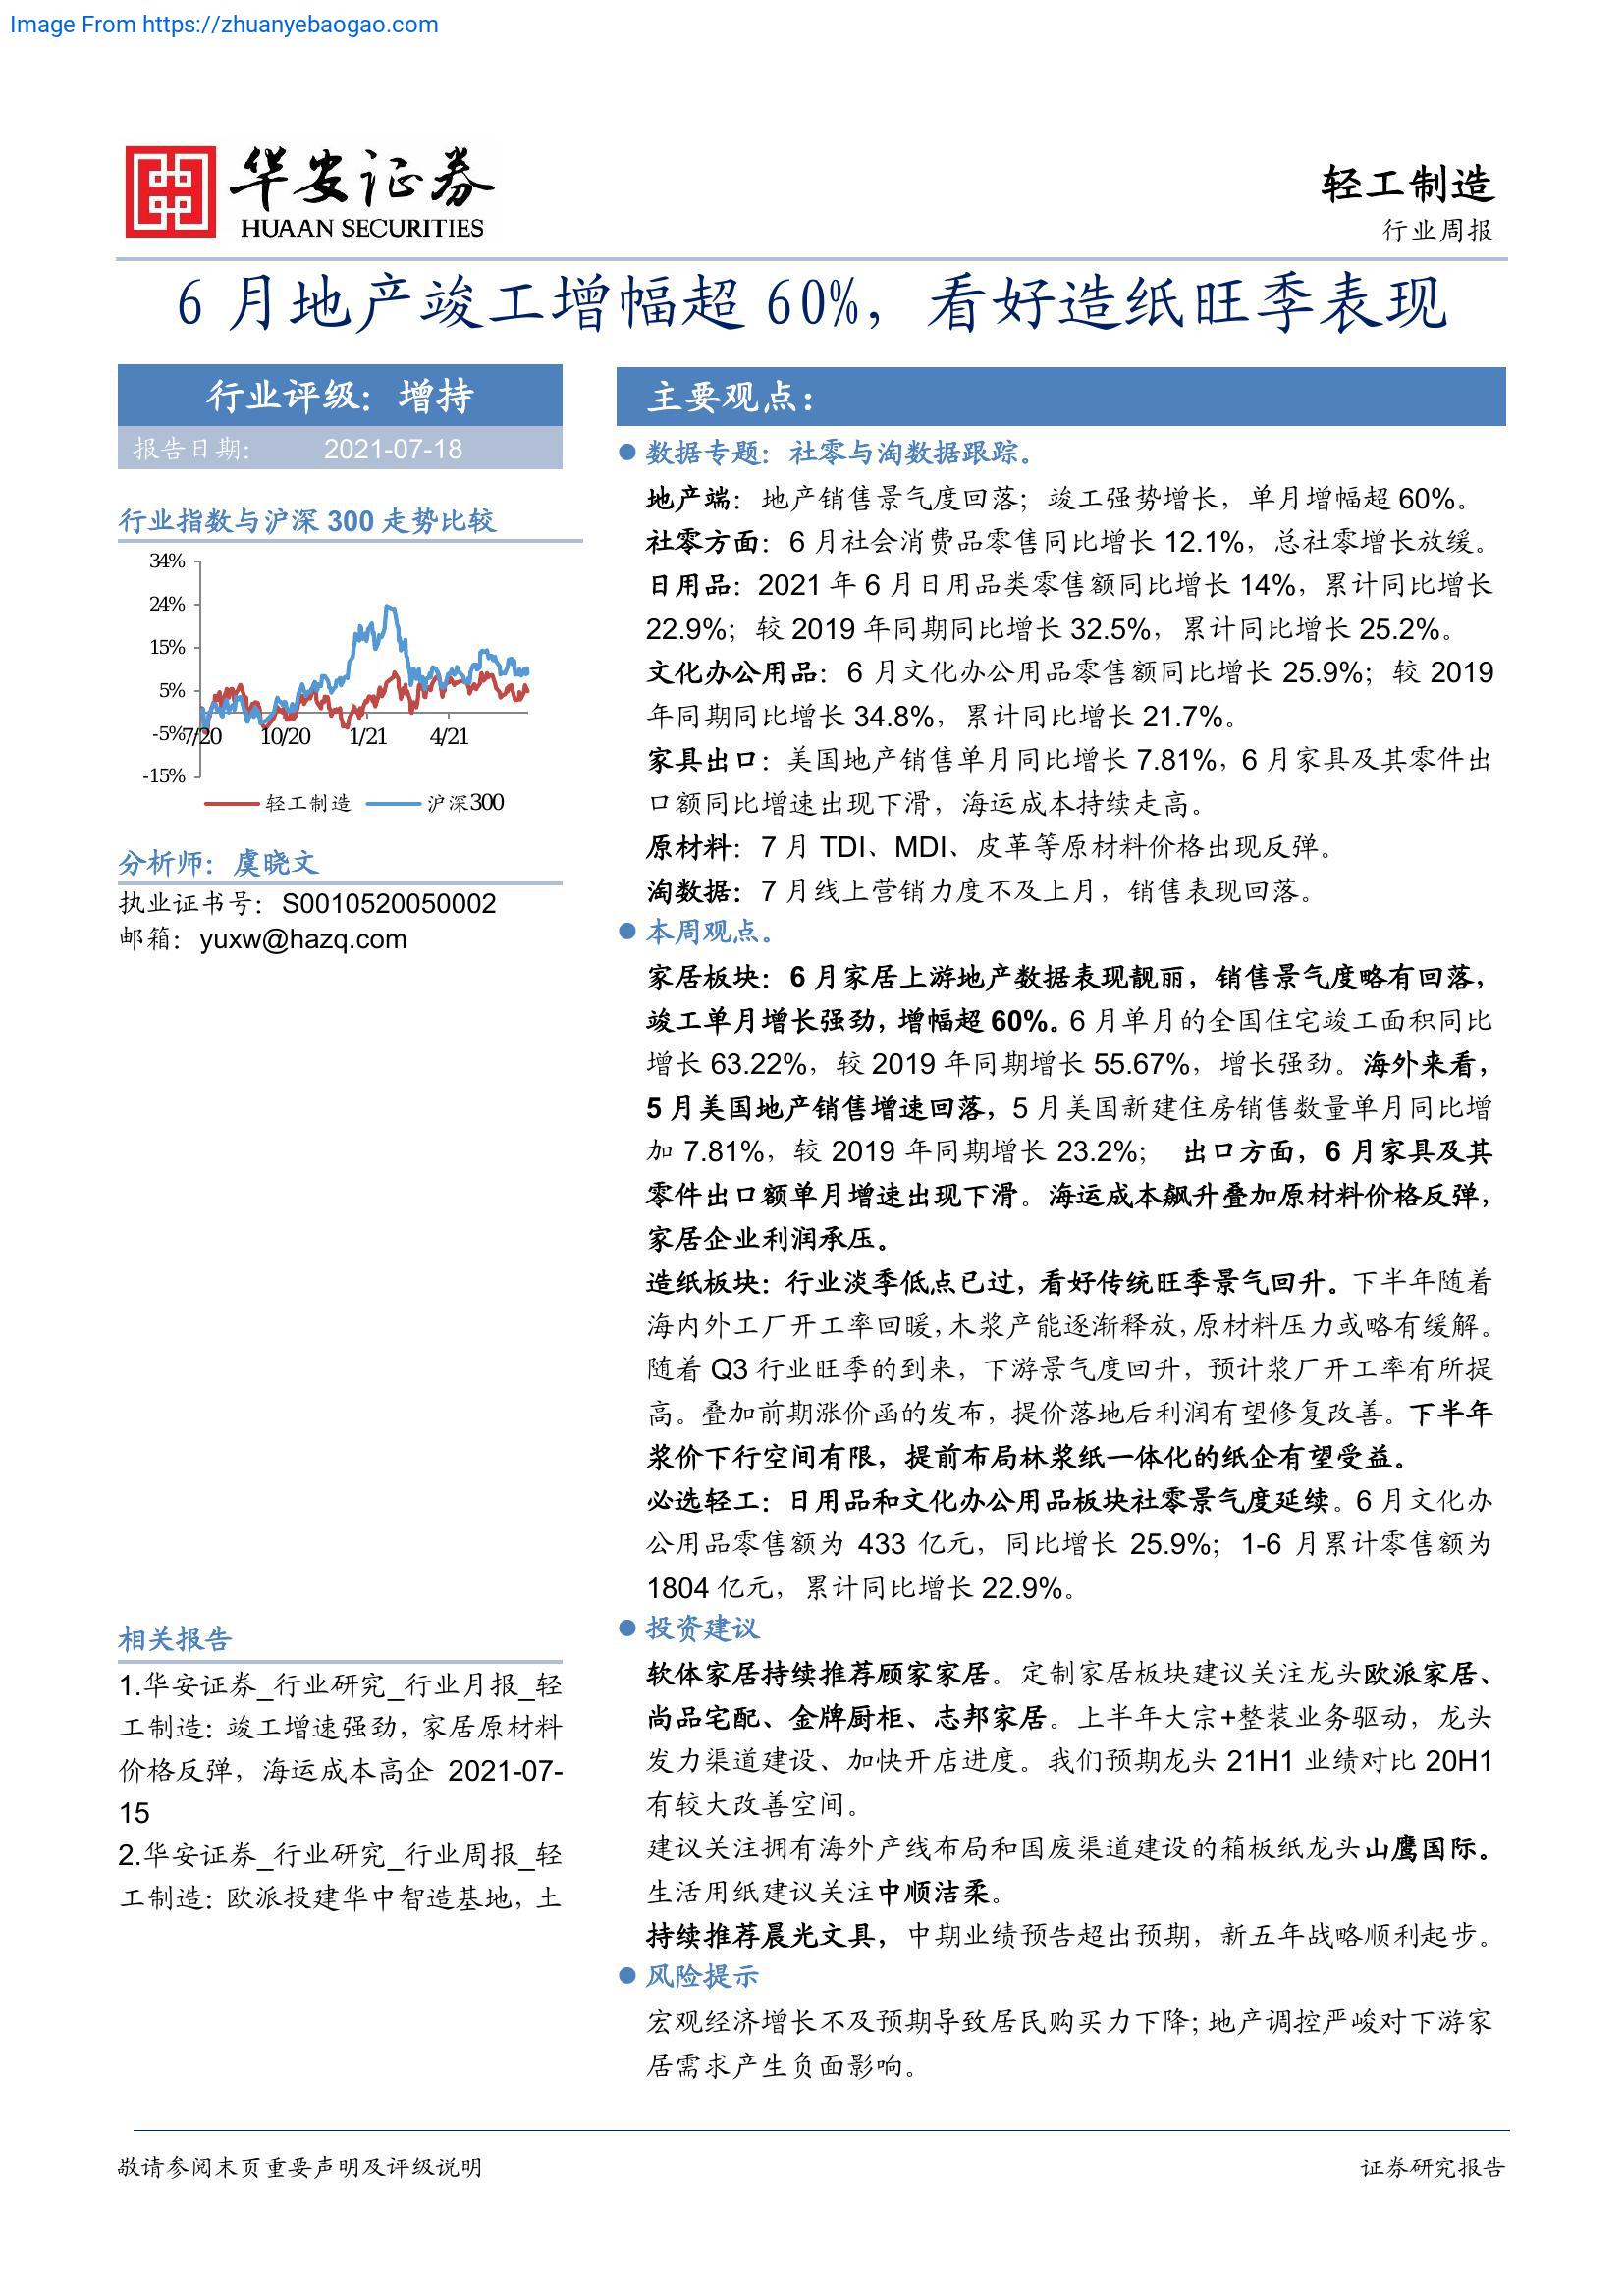 Image From https://zhuanyebaogao.com
华安证券
HUAAN SECURITIES
轻工制造
行业周报
6 月地产竣工增幅超 60%，看好造纸旺季表现
行业评级：增持
报告日期： 2021-07-18
行业指数与沪深 300 走势比较
34%
24%
15%
5%
-5%
-15%
7/20 10/20 1/21 4/21
轻工制造 沪深300
分析师：虞晓文
执业证书号：S0010520050002
邮箱：yuxw@hazq.com
相关报告
1.华安证券_行业研究_行业月报_轻
工制造：竣工增速强劲，家居原材料
价格反弹，海运成本高企 2021-07-
15
2.华安证券_行业研究_行业周报_轻
工制造：欧派投建华中智造基地，土
主要观点：
● 数据专题：社零与淘数据跟踪。
地产端：地产销售景气度回落；竣工强势增长，单月增幅超 60%。
社零方面：6 月社会消费品零售同比增长 12.1%，总社零增长放缓。
日用品：2021 年 6 月日用品类零售额同比增长 14%，累计同比增长
22.9%；较 2019 年同期同比增长 32.5%，累计同比增长 25.2%。
文化办公用品：6 月文化办公用品零售额同比增长 25.9%；较 2019
年同期同比增长 34.8%，累计同比增长 21.7%。
家具出口：美国地产销售单月同比增长 7.81%，6 月家具及其零件出
口额同比增速出现下滑，海运成本持续走高。
原材料：7 月 TDI、MDI、皮革等原材料价格出现反弹。
淘数据：7 月线上营销力度不及上月，销售表现回落。
● 本周观点。
家居板块：6 月家居上游地产数据表现靓丽，销售景气度略有回落，
竣工单月增长强劲，增幅超 60%。6 月单月的全国住宅竣工面积同比
增长 63.22%，较 2019 年同期增长 55.67%，增长强劲。海外来看，
5 月美国地产销售增速回落，5 月美国新建住房销售数量单月同比增
加 7.81%，较 2019 年同期增长 23.2%； 出口方面，6 月家具及其
零件出口额单月增速出现下滑。海运成本飙升叠加原材料价格反弹，
家居企业利润承压。
造纸板块：行业淡季低点已过，看好传统旺季景气回升。下半年随着
海内外工厂开工率回暖，木浆产能逐渐释放，原材料压力或略有缓解。
随着 Q3 行业旺季的到来，下游景气度回升，预计浆厂开工率有所提
高。叠加前期涨价函的发布，提价落地后利润有望修复改善。下半年
浆价下行空间有限，提前布局林浆纸一体化的纸企有望受益。
必选轻工：日用品和文化办公用品板块社零景气度延续。6 月文化办
公用品零售额为 433 亿元，同比增长 25.9%；1-6 月累计零售额为
1804 亿元，累计同比增长 22.9%。
● 投资建议
软体家居持续推荐顾家家居。定制家居板块建议关注龙头欧派家居、
尚品宅配、金牌厨柜、志邦家居。上半年大宗+整装业务驱动，龙头
发力渠道建设、加快开店进度。我们预期龙头 21H1 业绩对比 20H1
有较大改善空间。
建议关注拥有海外产线布局和国废渠道建设的箱板纸龙头山鹰国际。
生活用纸建议关注中顺洁柔。
持续推荐晨光文具，中期业绩预告超出预期，新五年战略顺利起步。
● 风险提示
宏观经济增长不及预期导致居民购买力下降；地产调控严峻对下游家
居需求产生负面影响。
敬请参阅末页重要声明及评级说明
证券研究报告